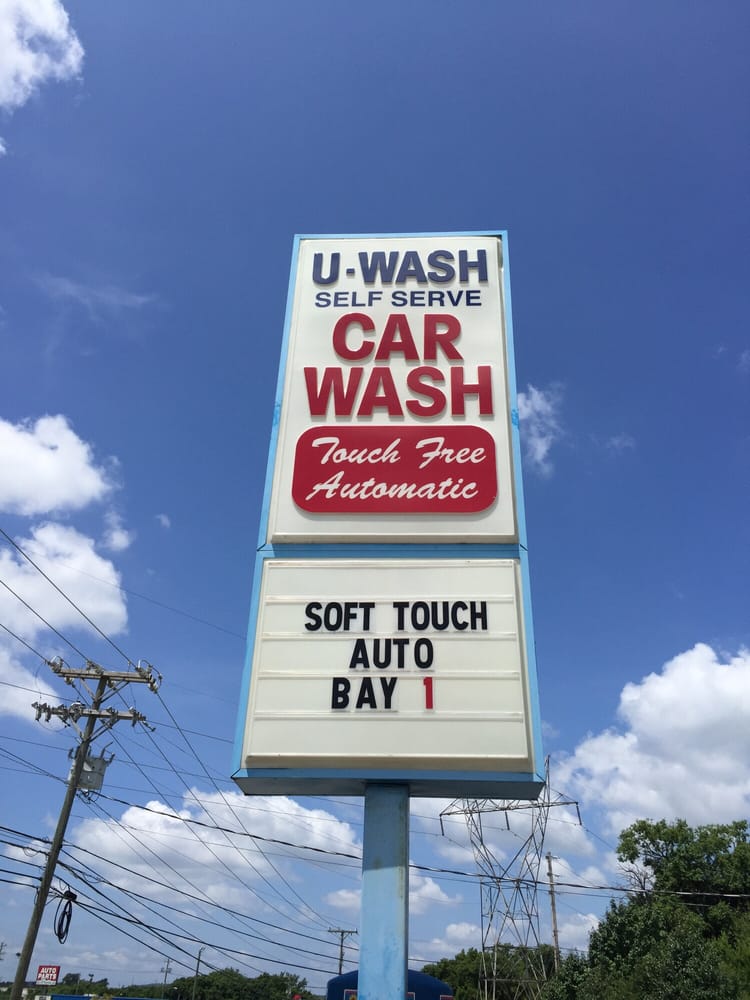 U-WASH
SELF SERVE
CAR
WASH
Touch Free
Automatic
SOFT TOUCH
AUTO
BAY 1
AUTO
PARTS